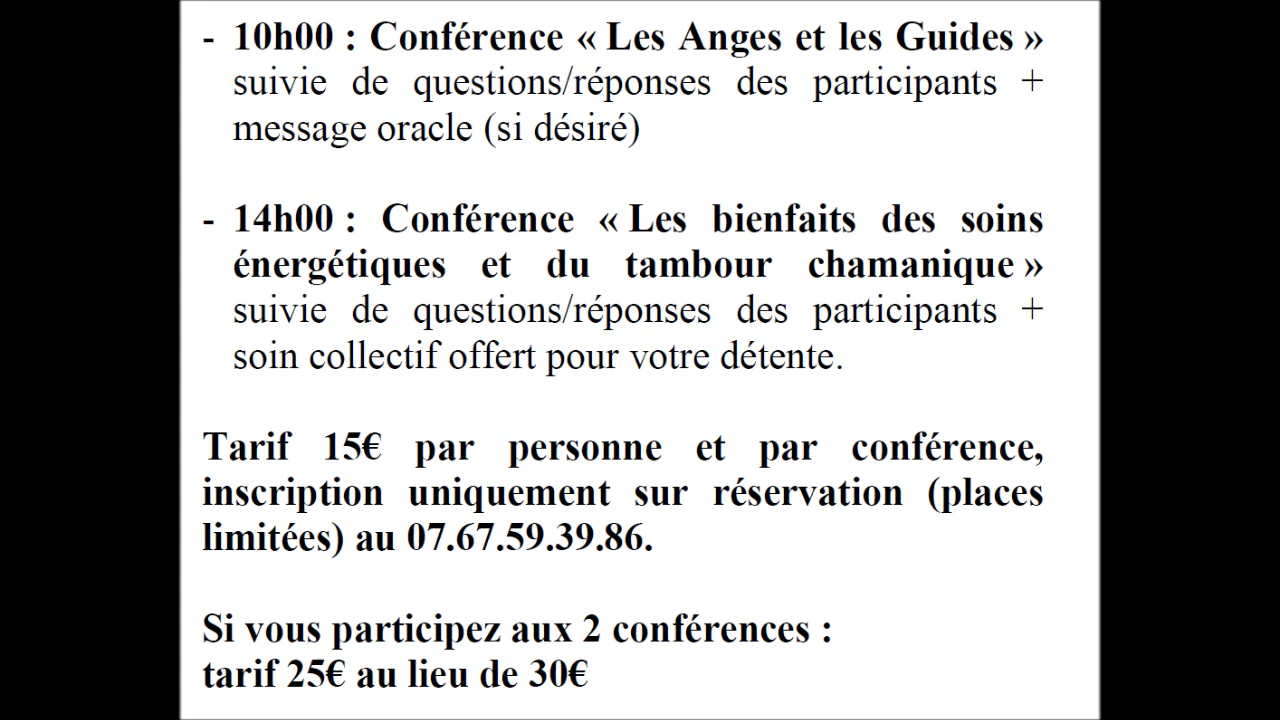 - 10h00 : Conférence « Les Anges et les Guides »
suivie de questions/réponses des participants +
message oracle (si désiré)
- 14h00 : Conférence « Les bienfaits des soins
énergétiques et du tambour chamanique »
suivie de questions/réponses des participants +
soin collectif offert pour votre détente.
Tarif 15€ par personne et par conférence,
inscription uniquement sur réservation (places
limitées) au 07.67.59.39.86.
Si vous participez aux 2 conférences :
tarif 25€ au lieu de 30€